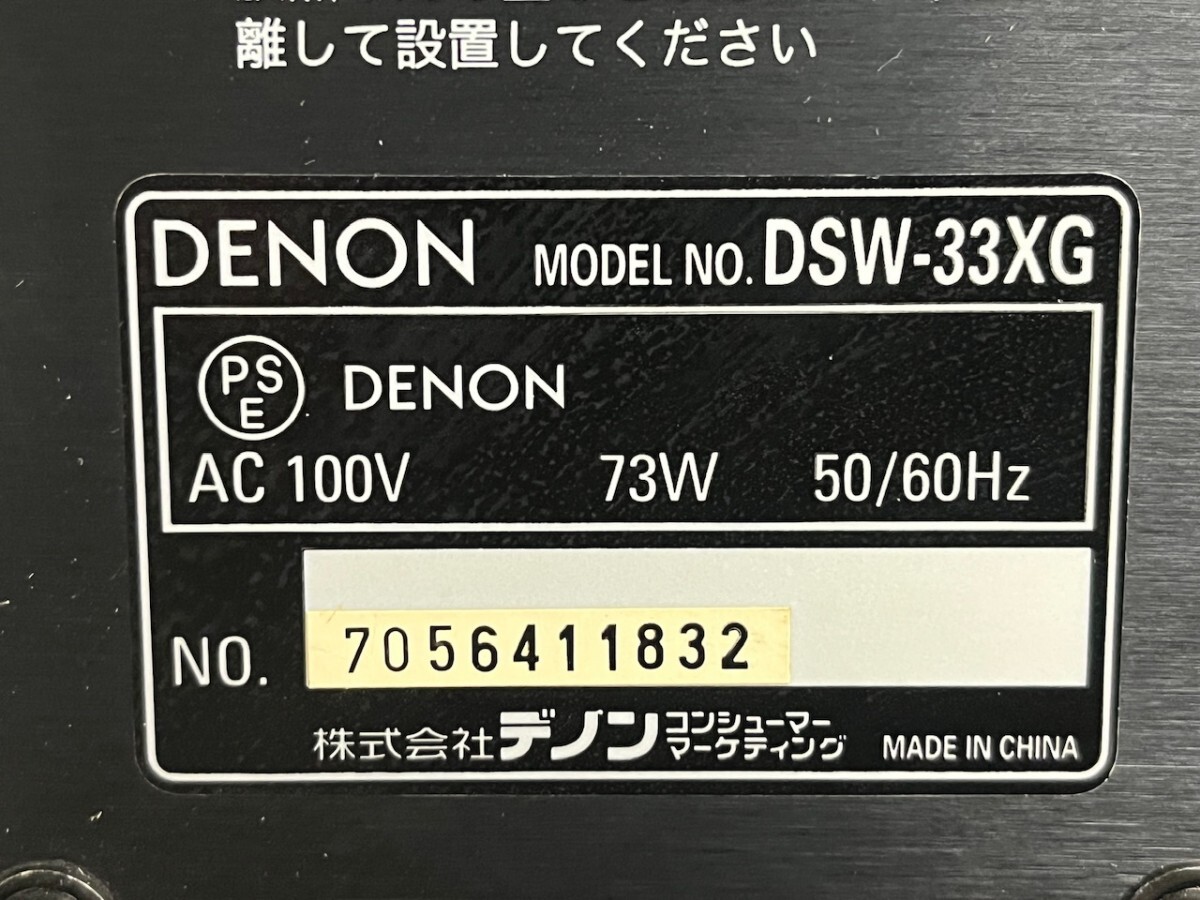 離して設置してください
DENON MODEL NO. DSW-33XG
PSE DENON
AC 100V 73W 50/60Hz
NO. 7056411832
株式会社デノン コンシューマー マーケティング MADE IN CHINA